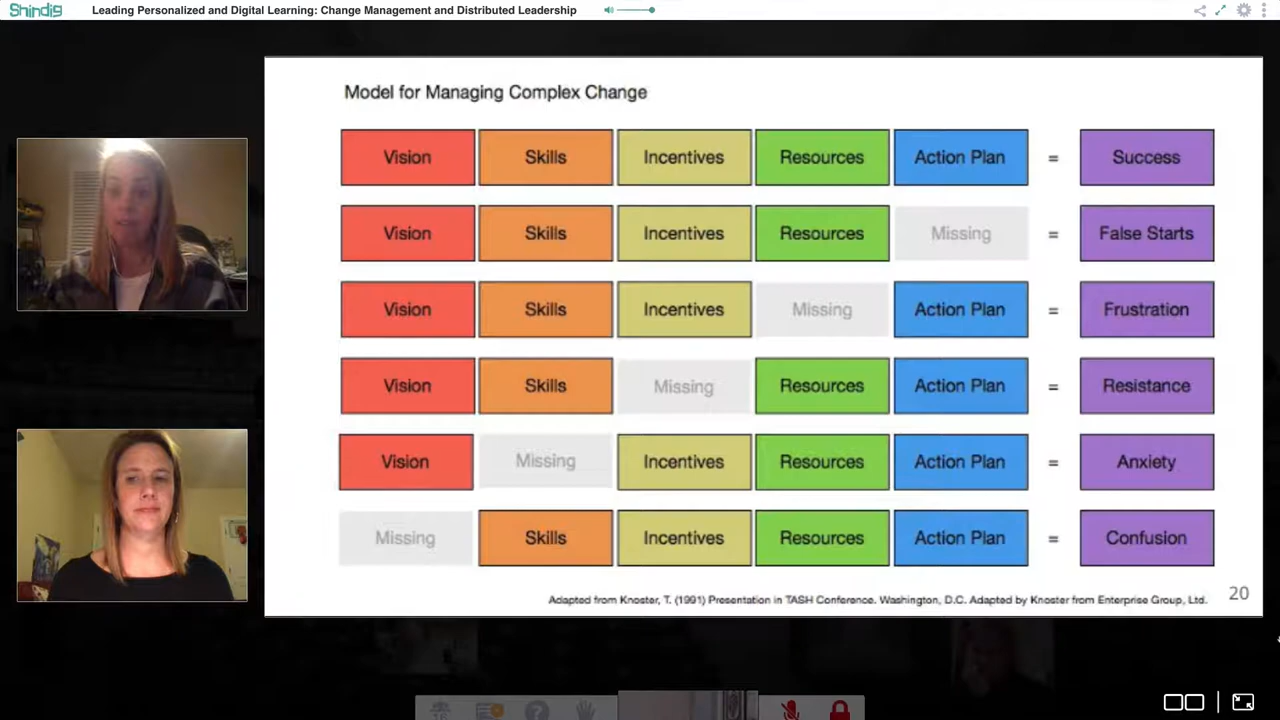 Shindig
Leading Personalized and Digital Learning: Change Management and Distributed Leadership
Model for Managing Complex Change
Vision Skills Incentives Resources Action Plan = Success
Vision Skills Incentives Resources Missing = False Starts
Vision Skills Incentives Missing Action Plan = Frustration
Vision Skills Missing Resources Action Plan = Resistance
Vision Missing Incentives Resources Action Plan = Anxiety
Missing Skills Incentives Resources Action Plan = Confusion
Adapted from Knoster, T. (1991) Presentation in TASH Conference. Washington, D.C. Adapted by Knoster from Enterprise Group, Ltd.
20